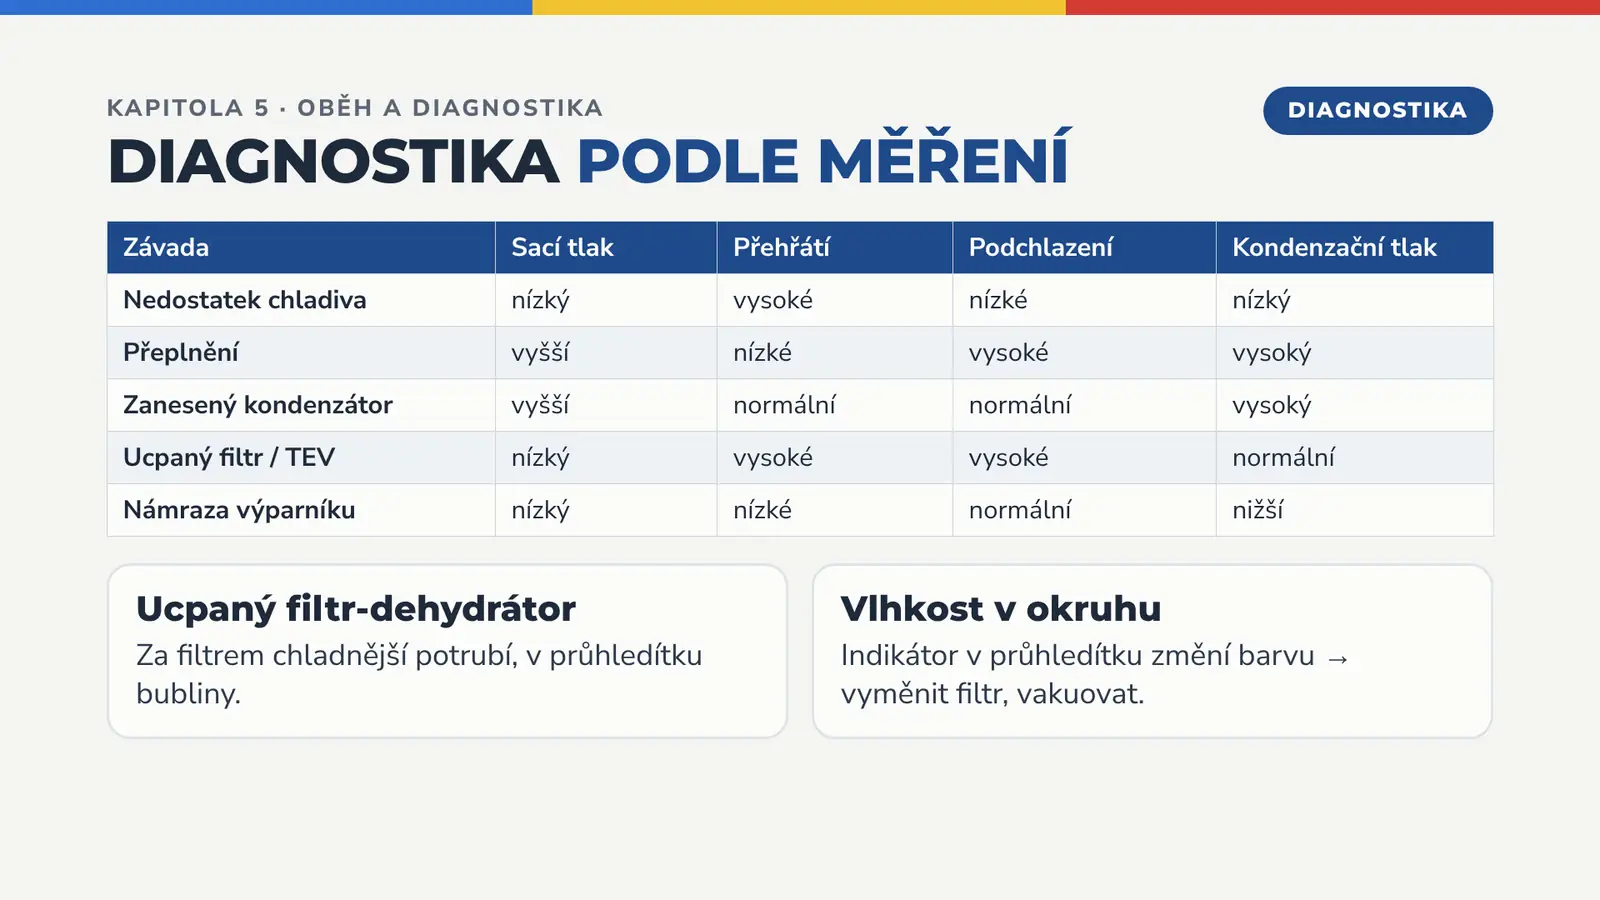 KAPITOLA 5 · OBĚH A DIAGNOSTIKA
DIAGNOSTIKA
DIAGNOSTIKA PODLE MĚŘENÍ
Závada Sací tlak Přehřátí Podchlazení Kondenzační tlak
Nedostatek chladiva nízký vysoké nízké nízký
Přeplnění vyšší nízké vysoké vysoký
Zanesený kondenzátor vyšší normální normální vysoký
Ucpaný filtr / TEV nízký vysoké vysoké normální
Námraza výparníku nízký nízké normální nižší
Ucpaný filtr-dehydrátor
Za filtrem chladnější potrubí, v průhledítku
bubliny.
Vlhkost v okruhu
Indikátor v průhledítku změní barvu →
vyměnit filtr, vakuovat.